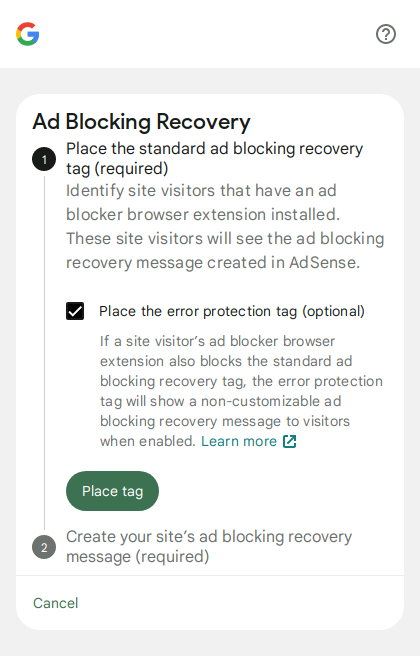 Ad Blocking Recovery
1
Place the standard ad blocking recovery
tag (required)
Identify site visitors that have an ad
blocker browser extension installed.
These site visitors will see the ad blocking
recovery message created in AdSense.
Place the error protection tag (optional)
If a site visitor’s ad blocker browser
extension also blocks the standard ad
blocking recovery tag, the error protection
tag will show a non-customizable ad
blocking recovery message to visitors
when enabled. Learn more
Place tag
2
Create your site’s ad blocking recovery
message (required)
Cancel